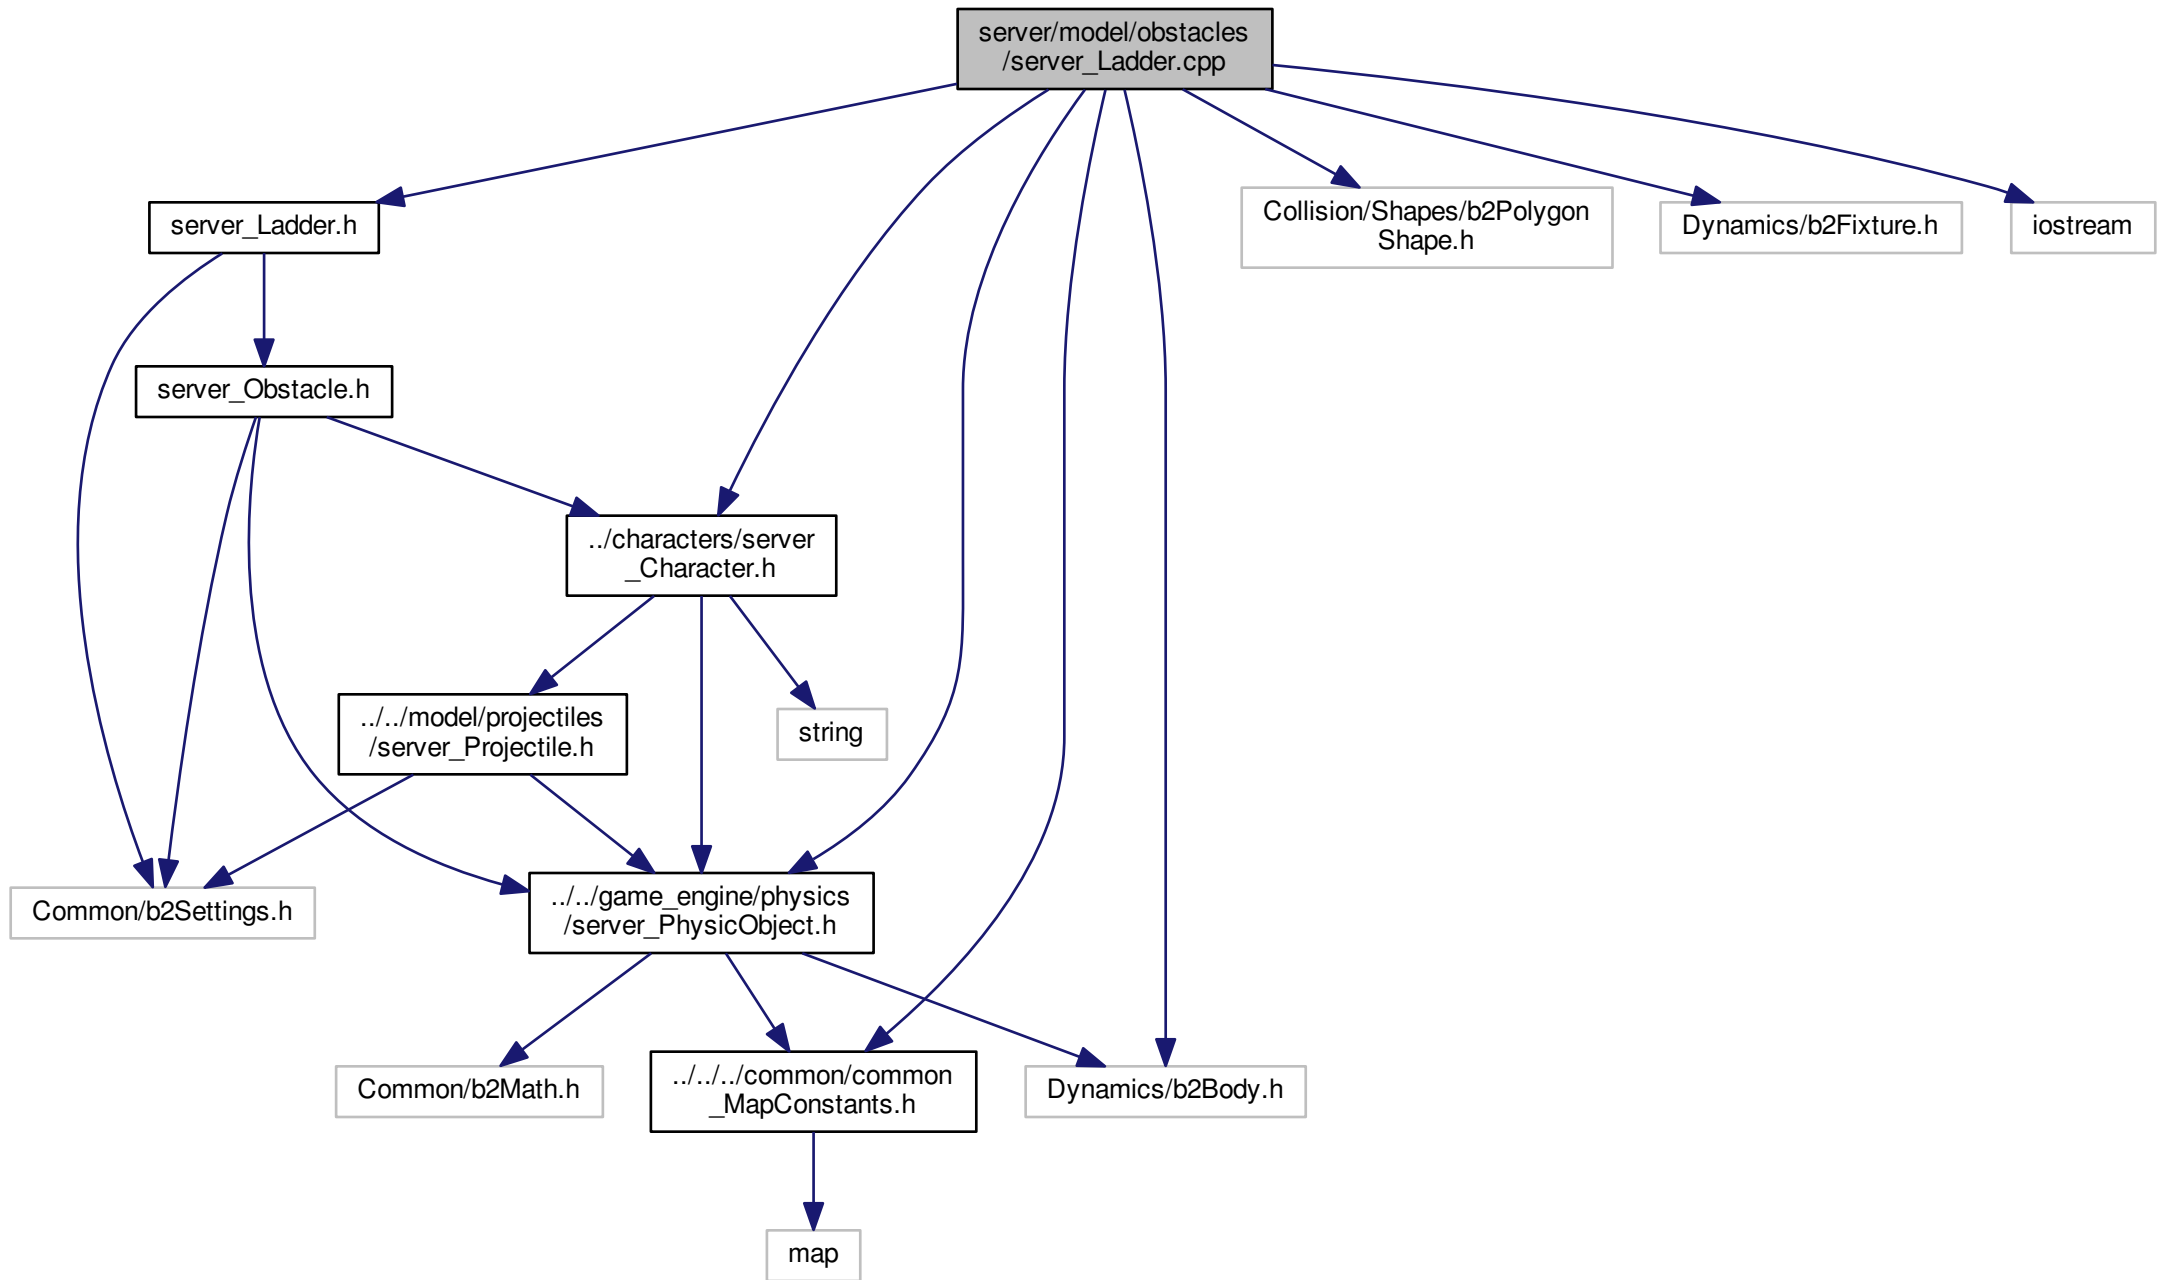 server/model/obstacles
/server_Ladder.cpp
server_Ladder.h
Collision/Shapes/b2Polygon
Shape.h
Dynamics/b2Fixture.h
iostream
server_Obstacle.h
../characters/server
_Character.h
../../model/projectiles
/server_Projectile.h
string
Common/b2Settings.h
../../game_engine/physics
/server_PhysicObject.h
Common/b2Math.h
../../../common/common
_MapConstants.h
Dynamics/b2Body.h
map